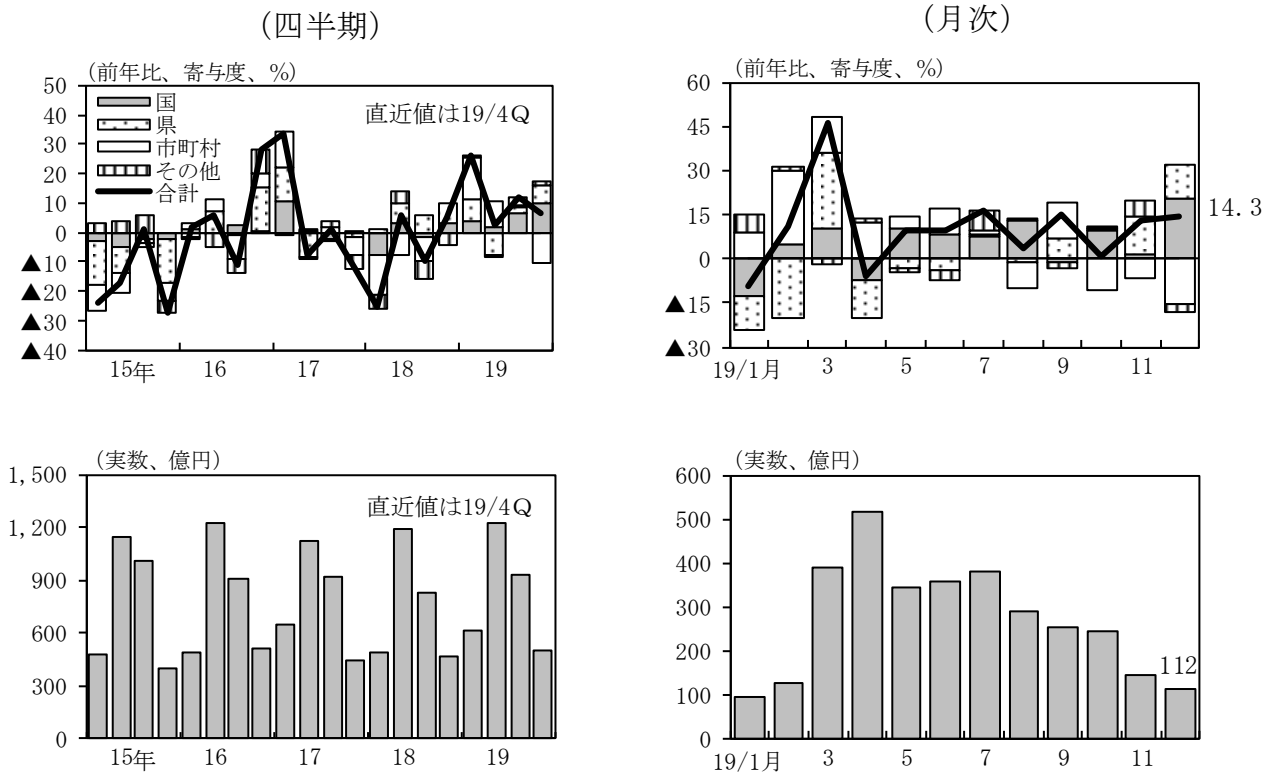 (四半期)
(前年比、寄与度、%)
50
40
30
20
10
0
▲10
▲20
▲30
▲40
国
県
市町村
その他
合計
直近値は19/4Q
15年 16 17 18 19
(月次)
(前年比、寄与度、%)
60
45
30
15
0
▲15
▲30
14.3
19/1月 3 5 7 9 11
(実数、億円)
1,500
1,200
900
600
300
0
直近値は19/4Q
15年 16 17 18 19
(実数、億円)
600
500
400
300
200
100
0
112
19/1月 3 5 7 9 11